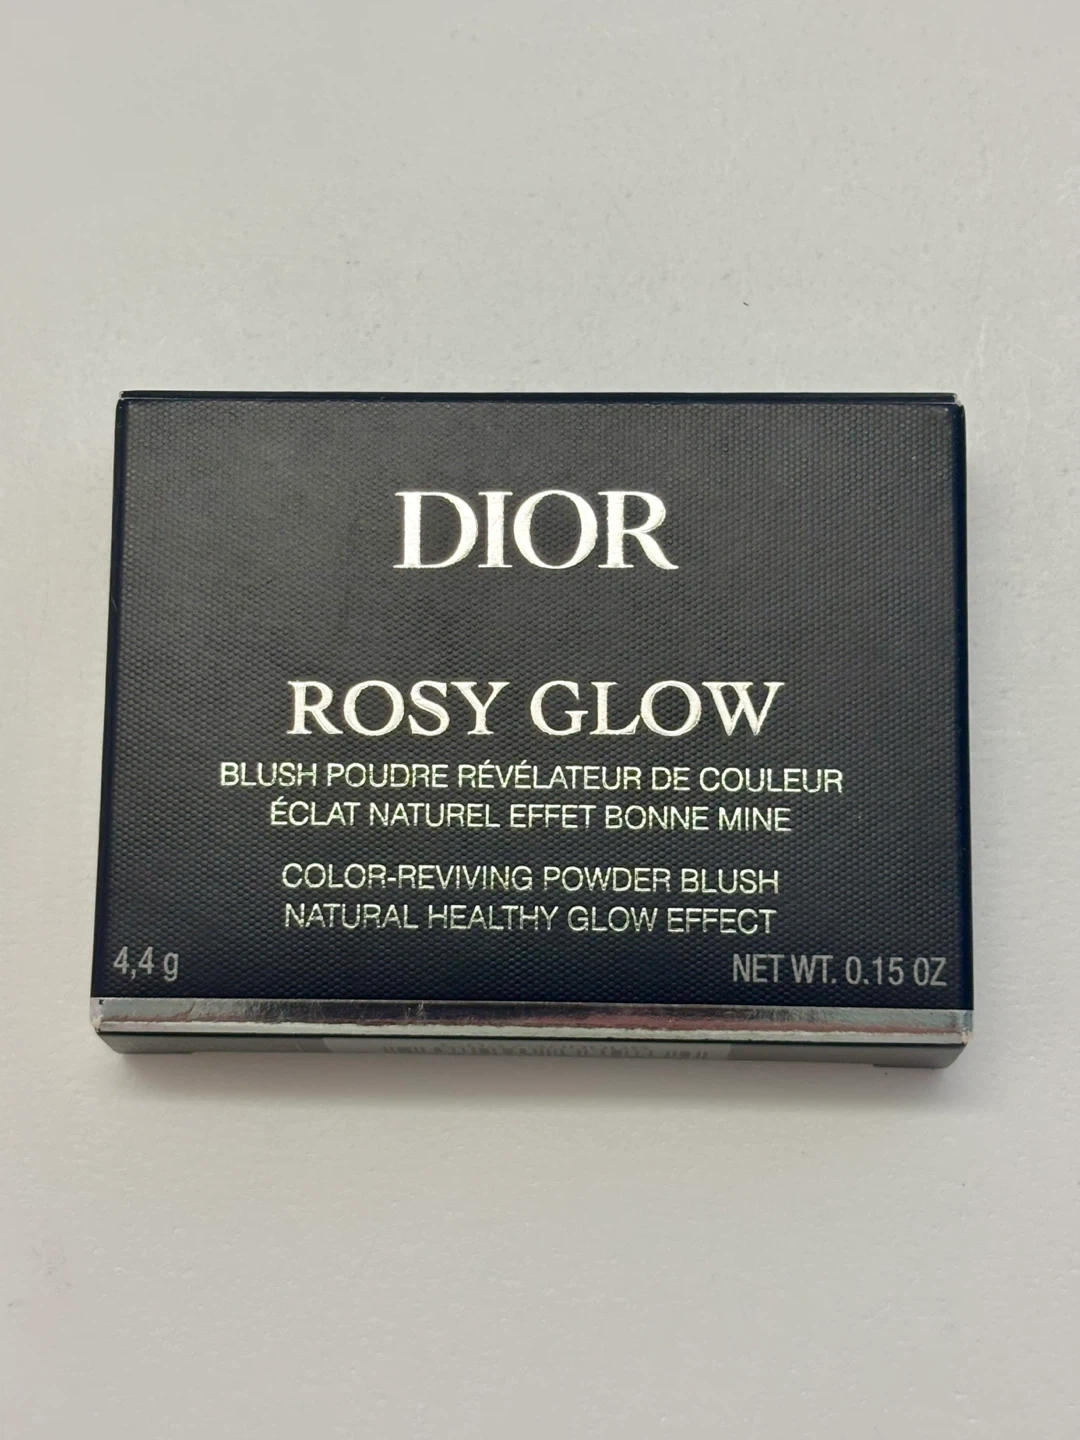 DIOR
ROSY GLOW
BLUSH POUDRE RÉVÉLATEUR DE COULEUR
ÉCLAT NATUREL EFFET BONNE MINE
COLOR-REVIVING POWDER BLUSH
NATURAL HEALTHY GLOW EFFECT
4,4 g NET WT. 0.15 OZ